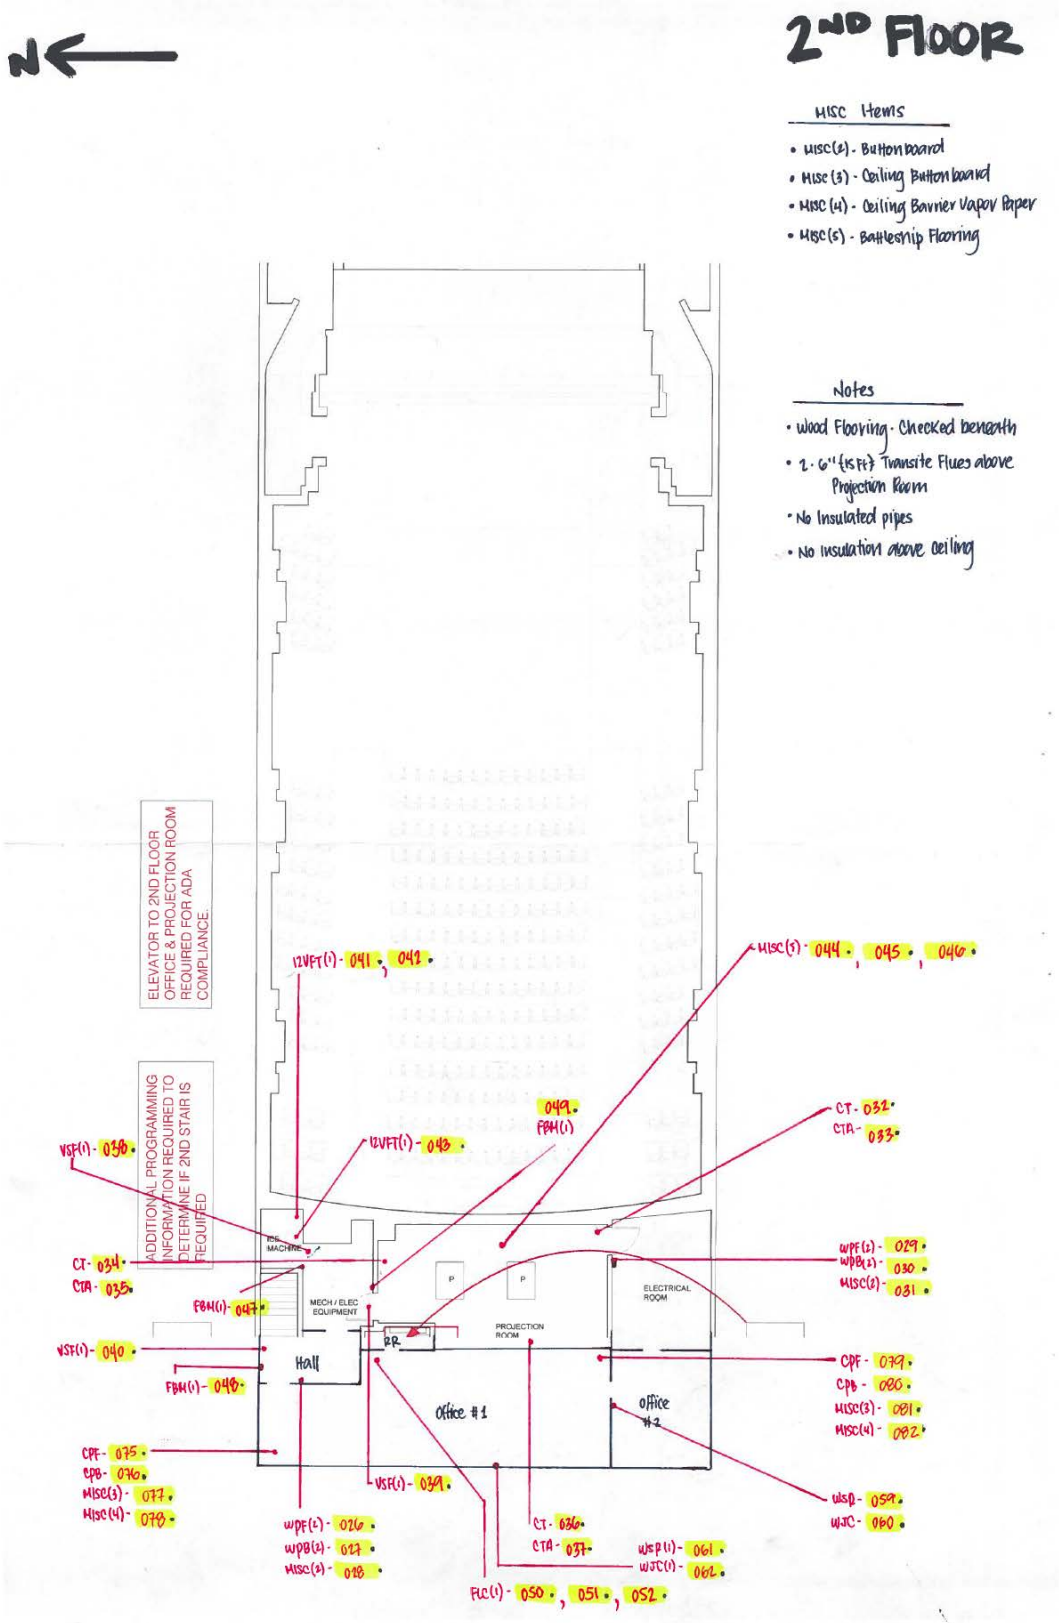 2ND FLOOR
N
MISC Items
• MISC(2) - Button board
• MISC(3) - Ceiling Button board
• MISC(4) - Ceiling Barrier Vapor Paper
• MISC(5) - Battleship Flooring
Notes
• Wood Flooring - Checked beneath
• 2 - 6" {15 Ft} Transite Flues above
Projection Room
• No Insulated pipes
• No Insulation above ceiling
ELEVATOR TO 2ND FLOOR
OFFICE & PROJECTION ROOM
REQUIRED FOR ADA
COMPLIANCE.
12VFT(1) - 041, 042
MISC(5) - 044, 045, 046
ADDITIONAL PROGRAMMING
INFORMATION REQUIRED TO
DETERMINE IF 2ND STAIR IS
REQUIRED
049
FBM(1)
CT - 032
CTA - 033
VSF(1) - 038
12VFT(1) - 043
ICE
MACHINE
CT - 034
CTA - 035
FBM(1) - 047
MECH / ELEC
EQUIPMENT
P
P
ELECTRICAL
ROOM
WPF(2) - 029
WPB(2) - 030
MISC(2) - 031
PROJECTION
ROOM
RR
VSF(1) - 040
Hall
FBM(1) - 048
Office #1
Office
#2
CPF - 079
CPB - 080
MISC(3) - 081
MISC(4) - 082
CPF - 075
CPB - 076
MISC(3) - 077
MISC(4) - 078
VSF(1) - 039
WPF(2) - 026
WPB(2) - 027
MISC(2) - 028
CT - 036
CTA - 037
WSP(1) - 061
WJC(1) - 062
WSP - 059
WJC - 060
FLC(1) - 050, 051, 052